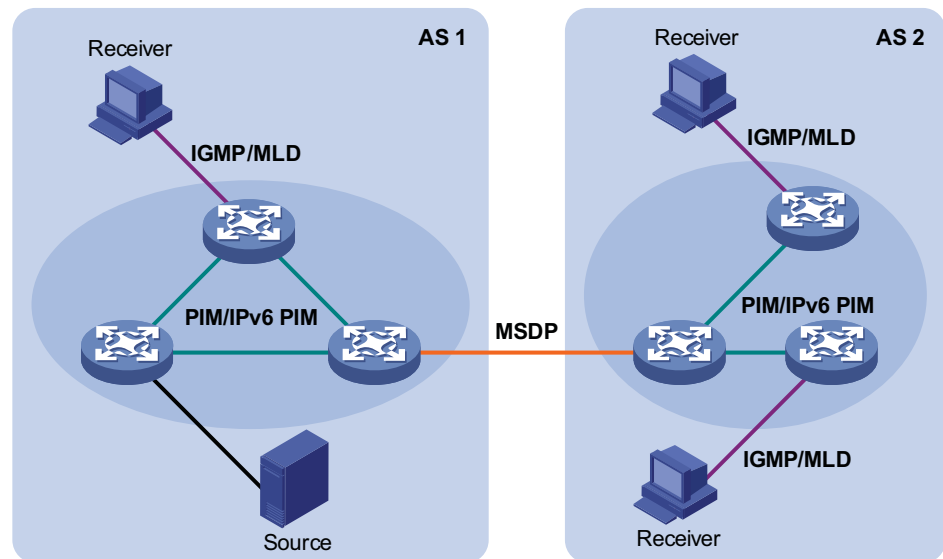 AS 1
Receiver
IGMP/MLD
PIM/IPv6 PIM
Source
MSDP
AS 2
Receiver
IGMP/MLD
PIM/IPv6 PIM
IGMP/MLD
Receiver